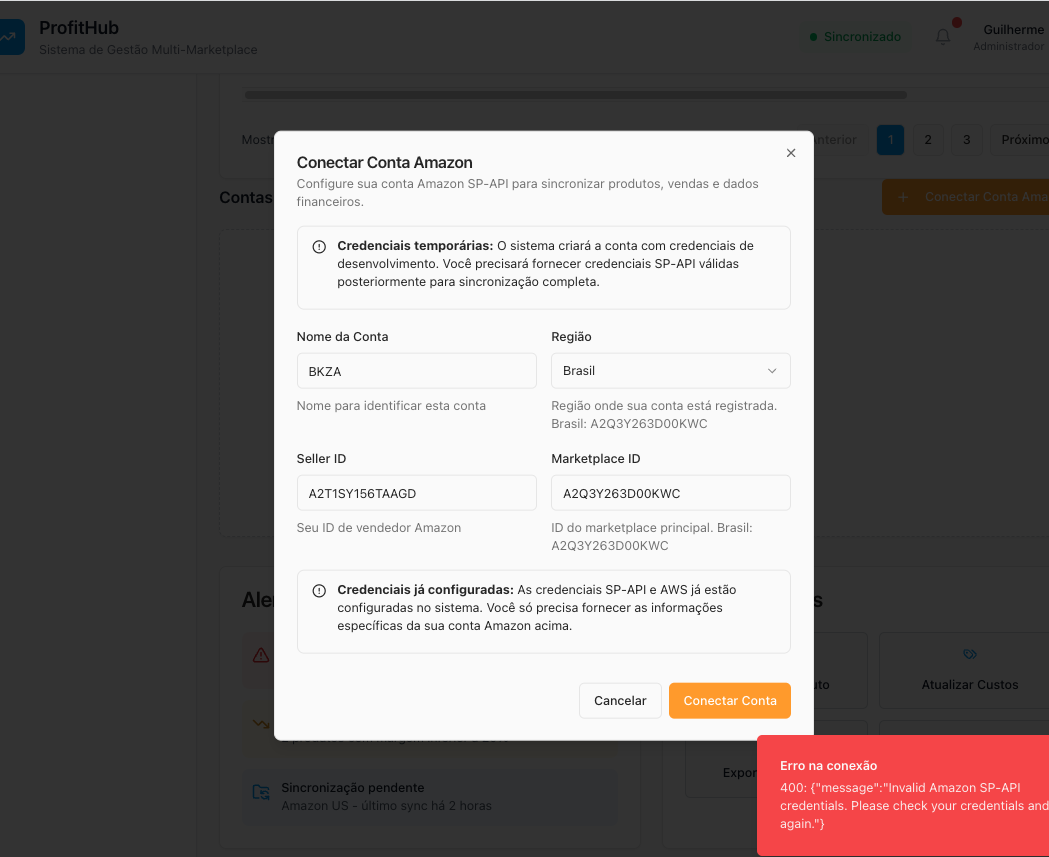 ProfitHub
Sistema de Gestão Multi-Marketplace
Sincronizado
Guilherme
Administrador
1
2
3
Próximo
Contas
Conectar Conta Ama
Conectar Conta Amazon
Configure sua conta Amazon SP-API para sincronizar produtos, vendas e dados
financeiros.
Credenciais temporárias: O sistema criará a conta com credenciais de
desenvolvimento. Você precisará fornecer credenciais SP-API válidas
posteriormente para sincronização completa.
Nome da Conta
BKZA
Nome para identificar esta conta
Região
Brasil
Região onde sua conta está registrada.
Brasil: A2Q3Y263D00KWC
Seller ID
A2T1SY156TAAGD
Seu ID de vendedor Amazon
Marketplace ID
A2Q3Y263D00KWC
ID do marketplace principal. Brasil:
A2Q3Y263D00KWC
Credenciais já configuradas: As credenciais SP-API e AWS já estão
configuradas no sistema. Você só precisa fornecer as informações
específicas da sua conta Amazon acima.
Cancelar
Conectar Conta
Atualizar Custos
Expor
Sincronização pendente
Amazon US - último sync há 2 horas
Erro na conexão
400: {"message":"Invalid Amazon SP-API
credentials. Please check your credentials and
again."}